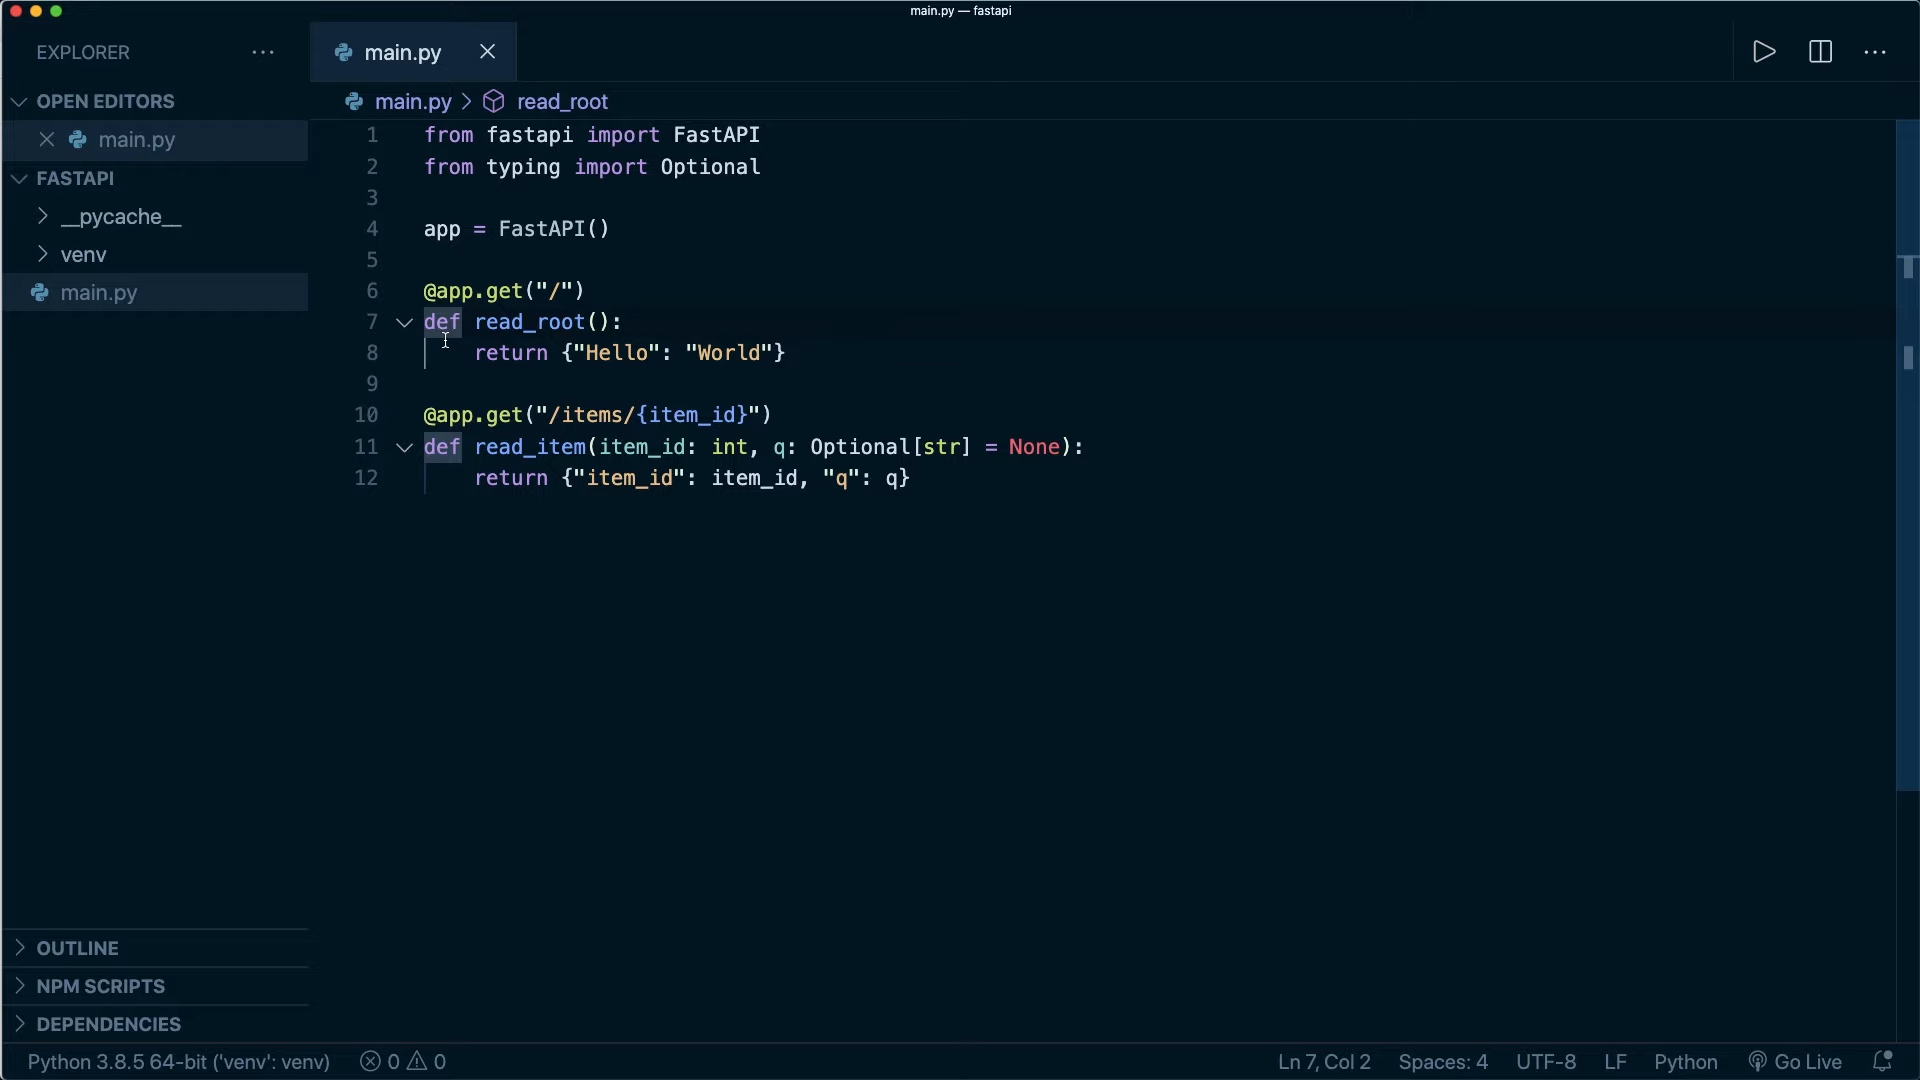 main.py — fastapi
EXPLORER
main.py
OPEN EDITORS
main.py
FASTAPI
__pycache__
venv
main.py
main.py > read_root
1 from fastapi import FastAPI
2 from typing import Optional
3
4 app = FastAPI()
5
6 @app.get("/")
7 def read_root():
8 return {"Hello": "World"}
9
10 @app.get("/items/{item_id}")
11 def read_item(item_id: int, q: Optional[str] = None):
12 return {"item_id": item_id, "q": q}
OUTLINE
NPM SCRIPTS
DEPENDENCIES
Python 3.8.5 64-bit ('venv': venv) 0 0 Ln 7, Col 2 Spaces: 4 UTF-8 LF Python Go Live